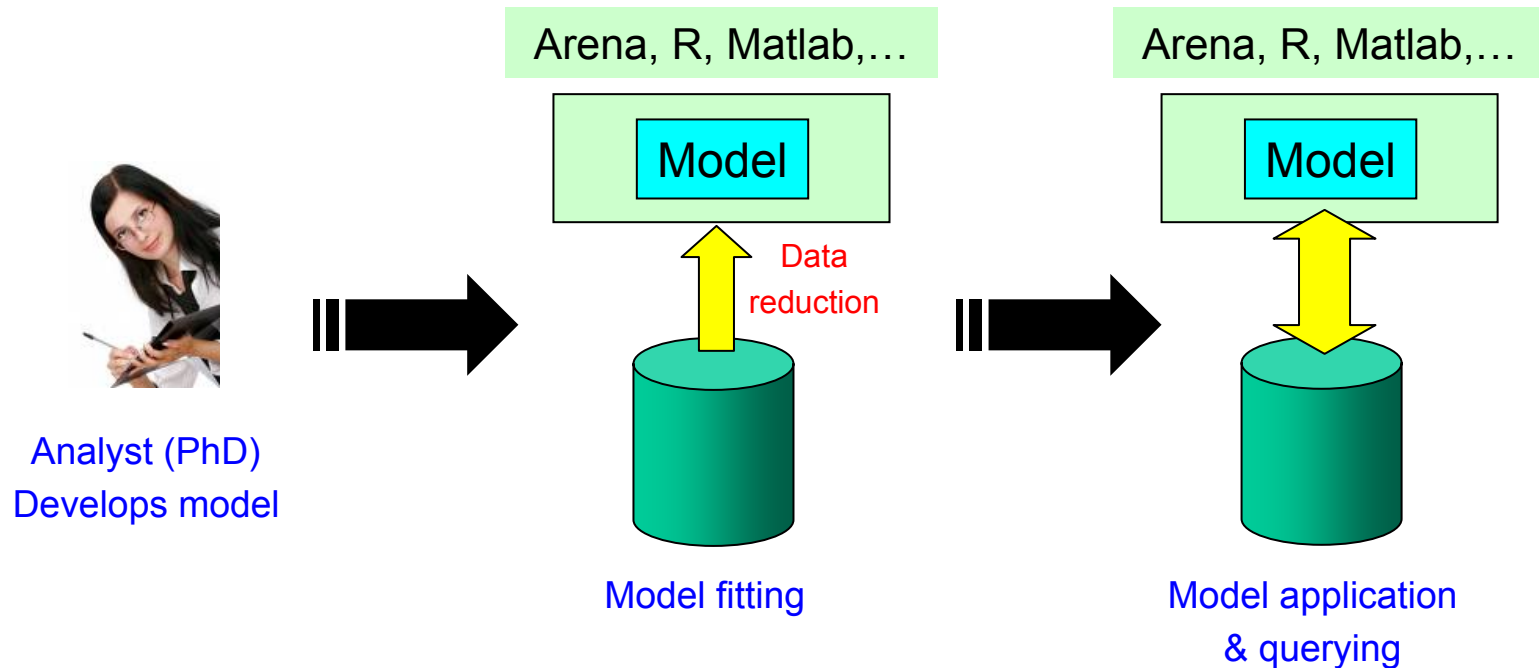 Arena, R, Matlab,…
Arena, R, Matlab,…
Model
Model
Data
reduction
Analyst (PhD)
Develops model
Model fitting
Model application
& querying